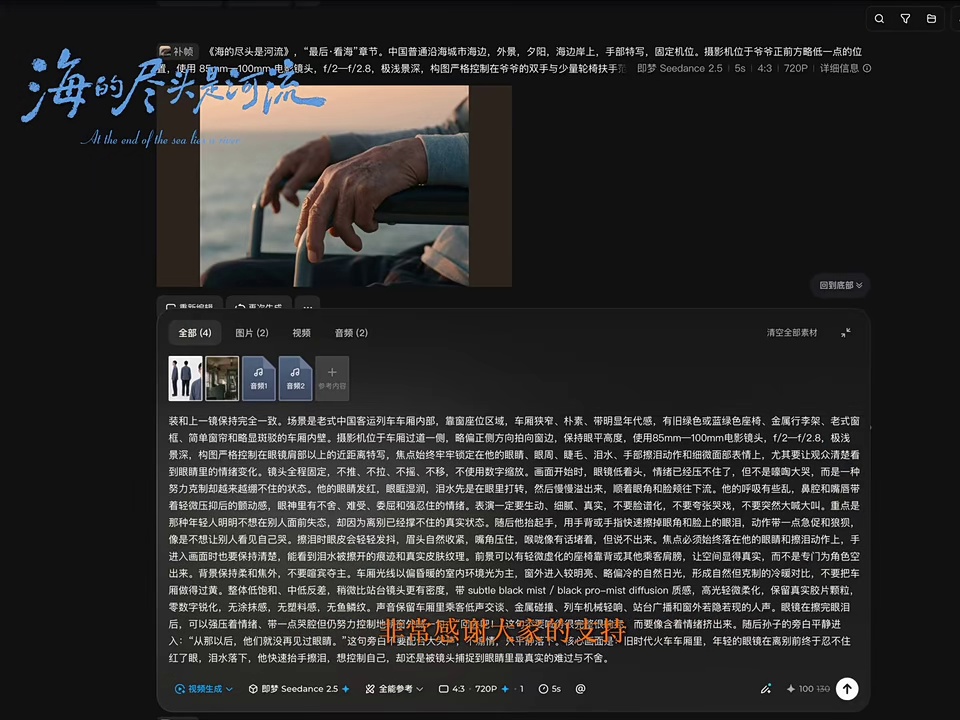 补帧 《海的尽头是河流》，“最后·看海”章节。中国普通沿海城市海边，外景，夕阳，海边岸上，手部特写，固定机位。摄影机位于爷爷正前方略低一点的位
置，使用 85mm—100mm 电影镜头，f/2—f/2.8，极浅景深，构图严格控制在爷爷的双手与少量轮椅扶手范 即梦 Seedance 2.5 | 5s | 4:3 | 720P | 详细信息
海的尽头是河流
At the end of the sea lies a river
回到底部
重新编辑 再次生成 ...
全部 (4) 图片 (2) 视频 音频 (2) 清空全部素材
音频1 音频2 参考内容
装和上一镜保持完全一致。场景是老式中国客运列车车厢内部，靠窗座位区域，车厢狭窄、朴素、带明显年代感，有旧绿色或蓝绿色座椅、金属行李架、老式窗
框、简单窗帘和略显斑驳的车厢内壁。摄影机位于车厢过道一侧，略偏正侧方向拍向窗边，保持眼平高度，使用85mm—100mm电影镜头，f/2—f/2.8，极浅
景深，构图严格控制在眼镜肩部以上的近距离特写，焦点始终牢牢锁定在他的眼睛、眼周、睫毛、泪水、手部擦泪动作和细微面部表情上，尤其要让观众清楚看
到眼睛里的情绪变化。镜头全程固定，不推、不拉、不摇、不移，不使用数字缩放。画面开始时，眼镜低着头，情绪已经压不住了，但不是嚎啕大哭，而是一种
努力克制却越来越绷不住的状态。他的眼睛发红，眼眶湿润，泪水先是在眼里打转，然后慢慢溢出来，顺着眼角和脸颊往下流。他的呼吸有些乱，鼻腔和嘴唇带
着轻微压抑后的颤动感，眼神里有不舍、难受、委屈和强忍住的情绪。表演一定要生动、细腻、真实，不要脸谱化，不要夸张哭戏，不要突然大喊大叫。重点是
那种年轻人明明不想在别人面前失态，却因为离别已经撑不住的真实状态。随后他抬起手，用手背或手指快速擦掉眼角和脸上的眼泪，动作带一点急促和狼狈，
像是不想让别人看见自己哭。擦泪时眼皮会轻轻发抖，眉头自然收紧，嘴角压住，喉咙像有话堵着，但说不出来。焦点必须始终落在他的眼睛和擦泪动作上，手
进入画面时也要保持清楚，能看到泪水被擦开的痕迹和真实皮肤纹理。前景可以有轻微虚化的座椅靠背或其他乘客肩膀，让空间显得真实，而不是专门为角色空
出来。背景保持柔和焦外，不要喧宾夺主。车厢光线以偏昏暖的室内环境光为主，窗外进入较明亮、略偏冷的自然日光，形成自然但克制的冷暖对比，不要把车
厢做得过黄。整体低饱和、中低反差，稍微比站台镜头更有密度，带 subtle black mist / black pro-mist diffusion 质感，高光轻微柔化，保留真实胶片颗粒，
零数字锐化，无涂抹感，无塑料感，无鱼鳞纹。声音保留车厢里乘客低声交谈、金属碰撞、列车机械轻响、站台广播和窗外若隐若现的人声。眼镜在擦完眼泪
后，可以强压着情绪、带一点哭腔但仍努力控制地
而要像含着情绪挤出来。随后孙子的旁白平静进
入：“从那以后，他们就没再见过眼睛。”这句旁白
旧时代火车车厢里，年轻的眼镜在离别前终于忍不住
非常感谢大家的支持
红了眼，泪水落下，他快速抬手擦泪，想控制自己，却还是被镜头捕捉到眼睛里最真实的难过与不舍。
视频生成 即梦 Seedance 2.5 全能参考 4:3 · 720P · 1 5s @ 100 130